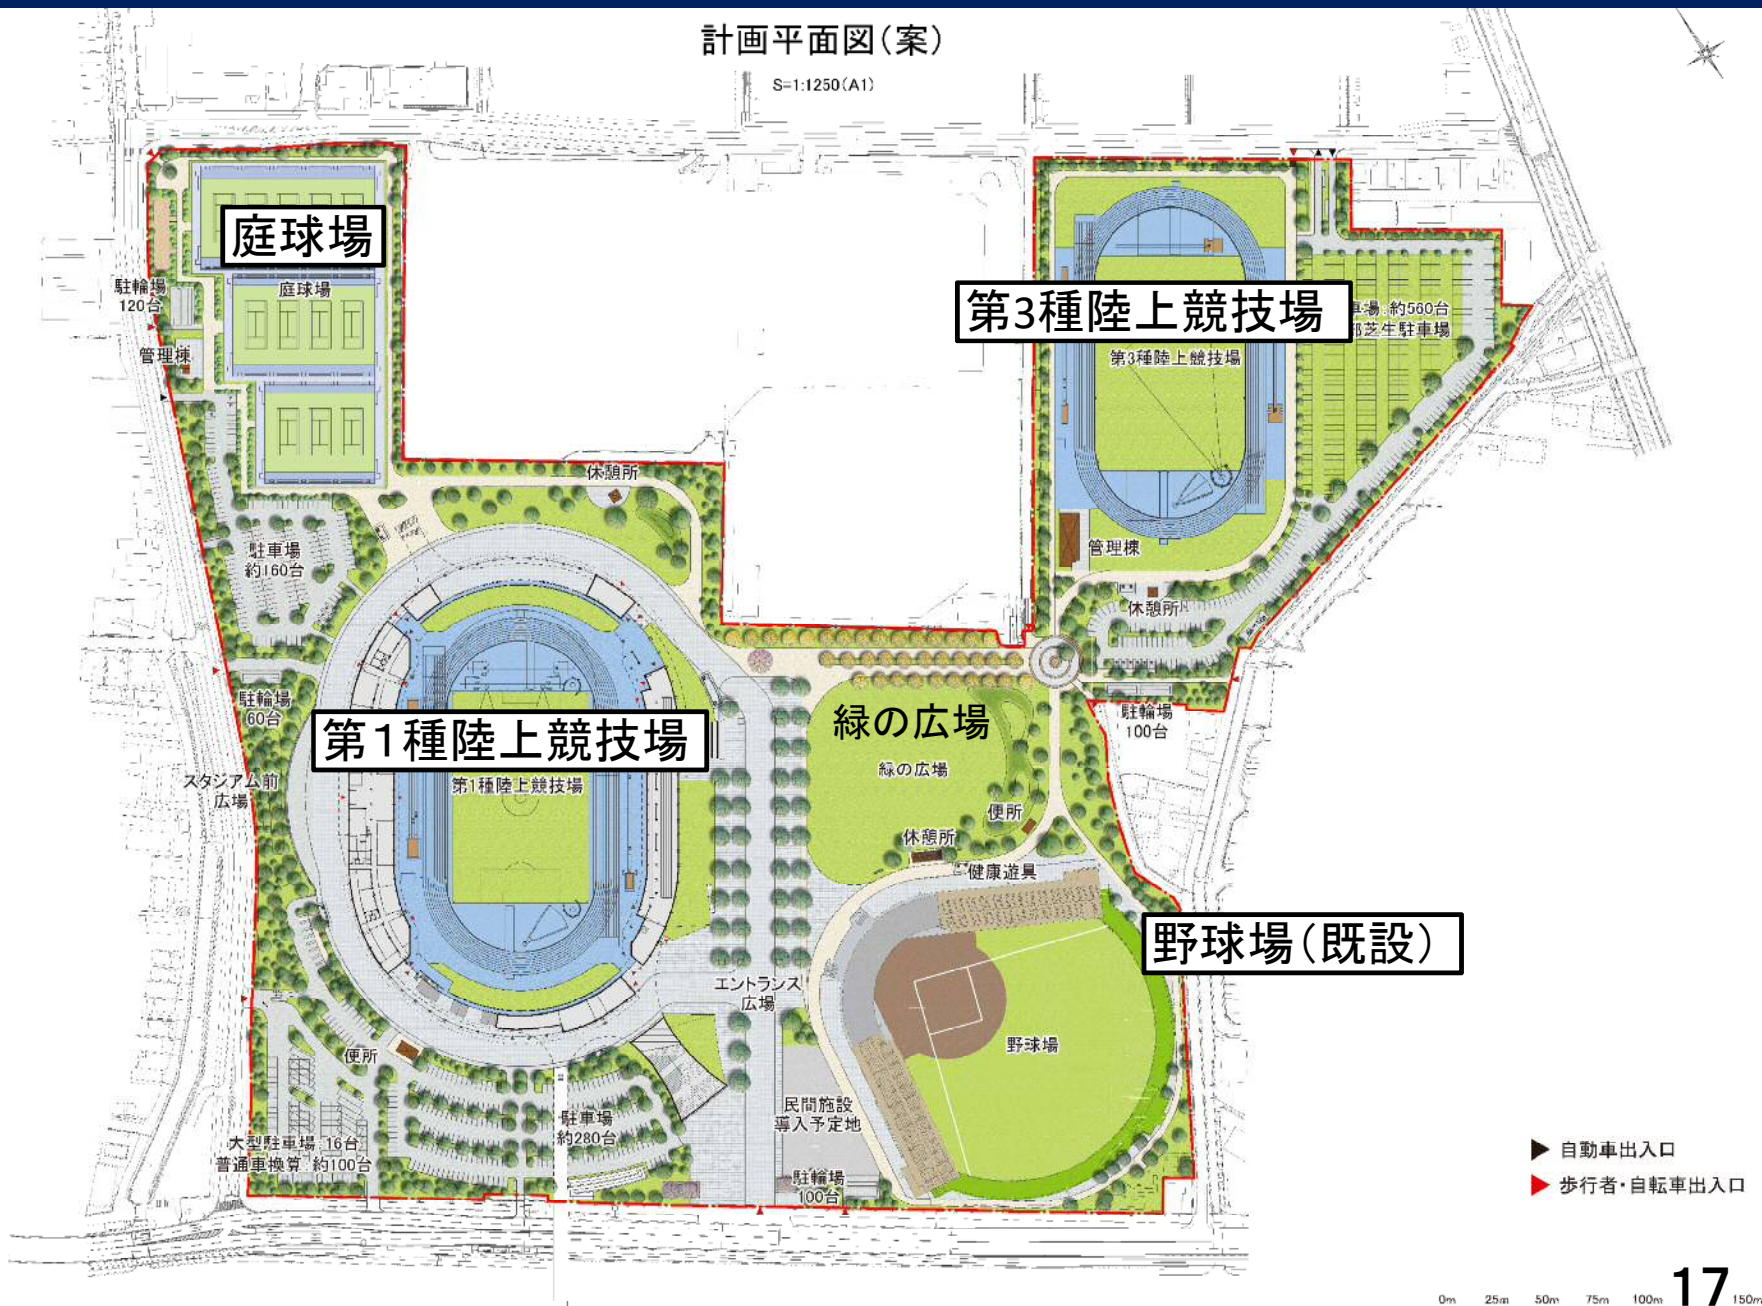 計画平面図(案)
S=1:1250(A1)
庭球場
庭球場
駐輪場
120台
管理棟
第3種陸上競技場
車場:約560台
部芝生駐車場
第3種陸上競技場
休憩所
駐車場
約160台
管理棟
休憩所
駐輪場
60台
駐輪場
100台
第1種陸上競技場
第1種陸上競技場
緑の広場
緑の広場
スタジアム前
広場
便所
休憩所
健康遊具
野球場(既設)
エントランス
広場
野球場
便所
民間施設
導入予定地
駐車場
約280台
大型駐車場:16台
普通車換算:約100台
駐輪場
100台
自動車出入口
歩行者・自転車出入口
0m 25m 50m 75m 100m 150m
17